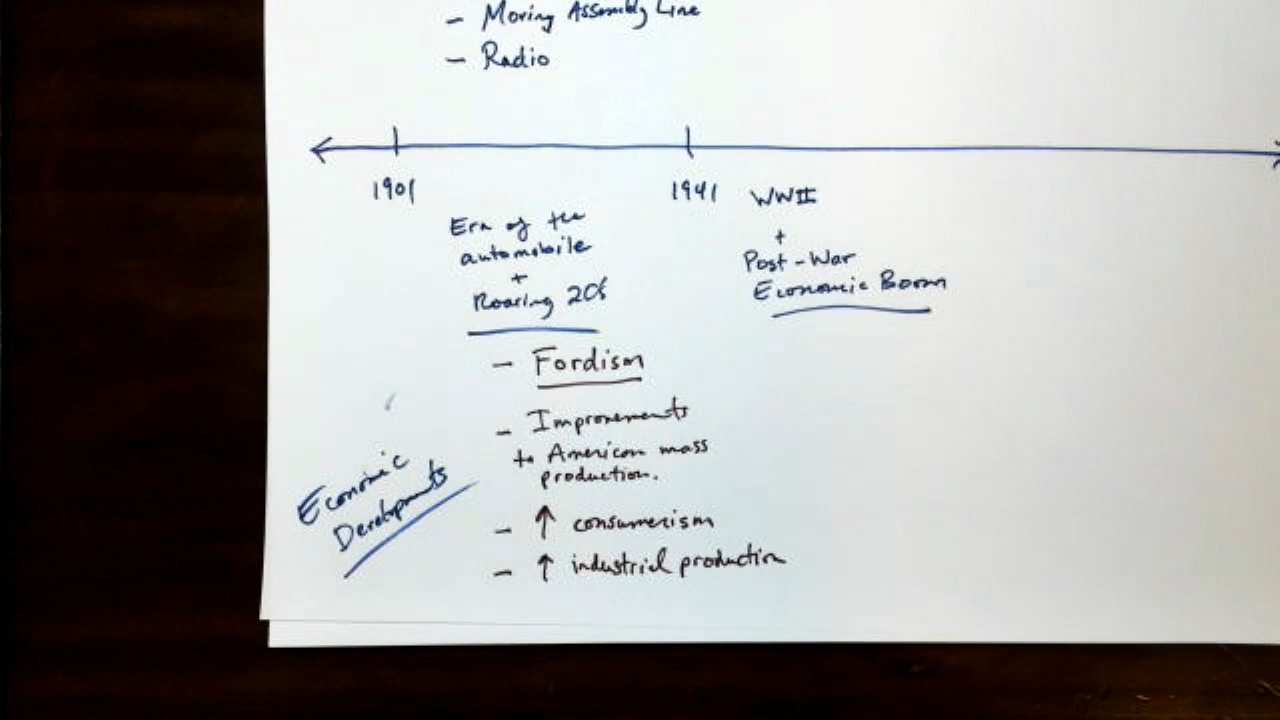 - Moving Assembly Line
- Radio
1901
1941
Era of the
automobile
+
Roaring 20s
WWII
+
Post-War
Economic Boom
- Fordism
- Improvements
to American mass
production.
- ↑ consumerism
- ↑ industrial production
Economic
Developments